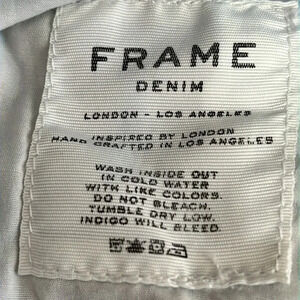 FRAME
DENIM
LONDON - LOS ANGELES
INSPIRED BY LONDON
HAND CRAFTED IN LOS ANGELES
WASH INSIDE OUT
IN COLD WATER
WITH LIKE COLORS.
DO NOT BLEACH.
TUMBLE DRY LOW.
INDIGO WILL BLEED.